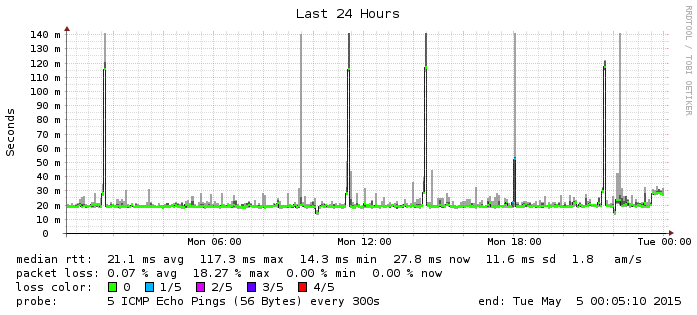 Last 24 Hours
RRDTOOL / TOBI OETIKER
Seconds
140 m
130 m
120 m
110 m
100 m
90 m
80 m
70 m
60 m
50 m
40 m
30 m
20 m
10 m
0 m
Mon 06:00 Mon 12:00 Mon 18:00 Tue 00:00
median rtt: 21.1 ms avg 117.3 ms max 14.3 ms min 27.8 ms now 11.6 ms sd 1.8 am/s
packet loss: 0.07 % avg 18.27 % max 0.00 % min 0.00 % now
loss color: 0 1/5 2/5 3/5 4/5
probe: 5 ICMP Echo Pings (56 Bytes) every 300s end: Tue May 5 00:05:10 2015